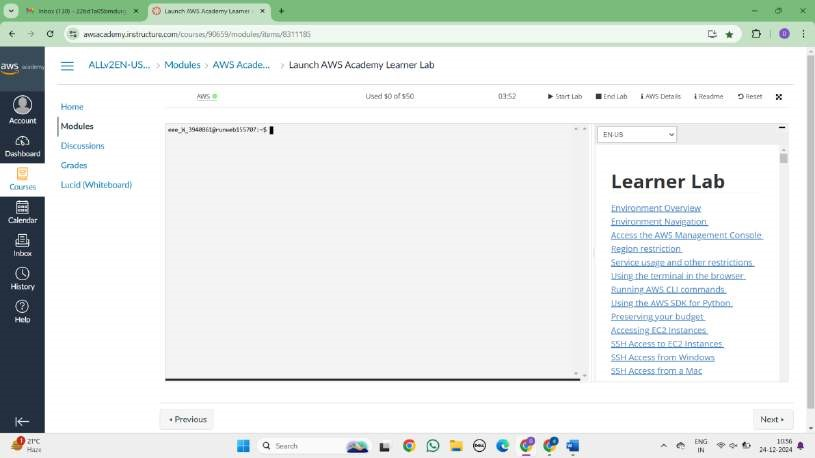 Inbox (130) - 22bd1a05bmdurg
Launch AWS Academy Learner
awsacademy.instructure.com/courses/90659/modules/items/8311185
aws academy
ALLv2EN-US... > Modules > AWS Acade... > Launch AWS Academy Learner Lab
Account
Dashboard
Courses
Calendar
Inbox
History
Help
Home
Modules
Discussions
Grades
Lucid (Whiteboard)
AWS
Used $0 of $50
03:52
Start Lab
End Lab
AWS Details
Readme
Reset
eee_W_3940861@runweb155707:~$
EN-US
Learner Lab
Environment Overview
Environment Navigation
Access the AWS Management Console
Region restriction
Service usage and other restrictions
Using the terminal in the browser
Running AWS CLI commands
Using the AWS SDK for Python
Preserving your budget
Accessing EC2 Instances
SSH Access to EC2 Instances
SSH Access from Windows
SSH Access from a Mac
Previous
Next
21°C
Haze
Search
ENG
IN
10:56
24-12-2024